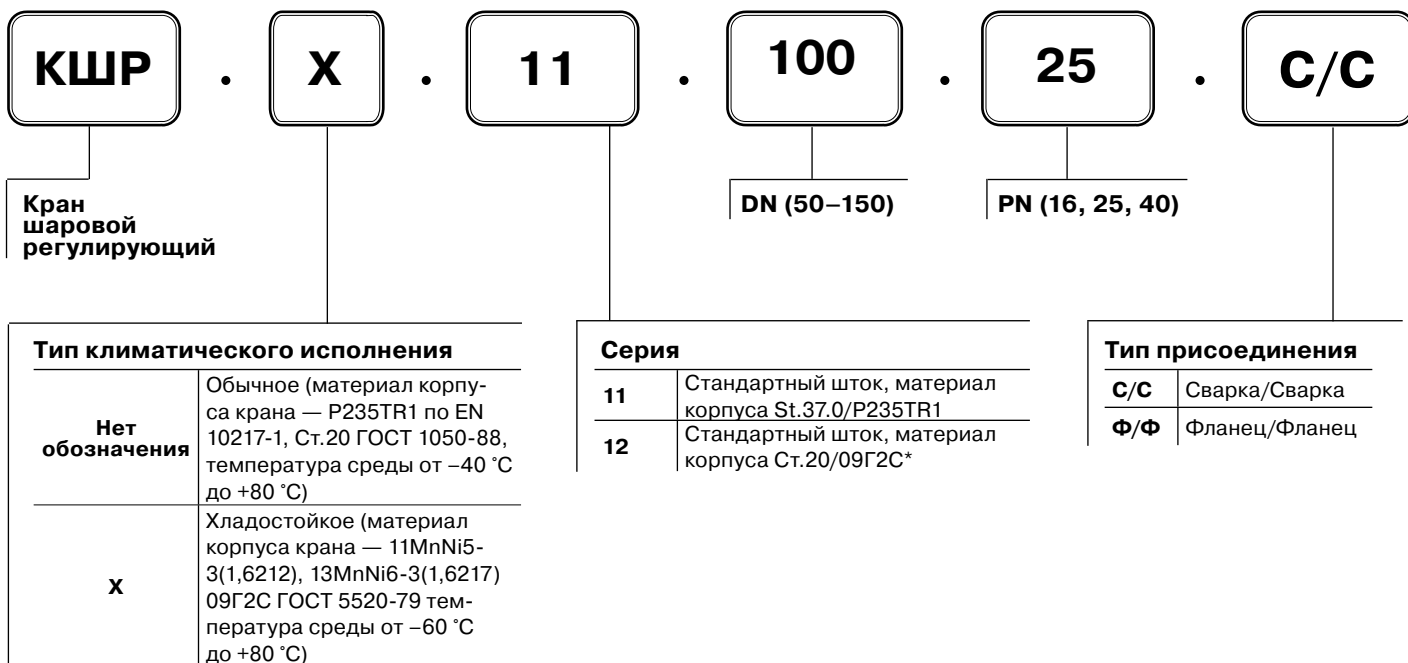 КШР . Х . 11 . 100 . 25 . С/С
Кран
шаровой
регулирующий
DN (50–150)
PN (16, 25, 40)
Тип климатического исполнения
Нет
обозначения
Обычное (материал корпу-
са крана — P235TR1 по EN
10217-1, Ст.20 ГОСТ 1050-88,
температура среды от –40 °С
до +80 °С)
Х
Хладостойкое (материал
корпуса крана — 11MnNi5-
3(1,6212), 13MnNi6-3(1,6217)
09Г2С ГОСТ 5520-79 тем-
пература среды от –60 °С
до +80 °С)
Серия
11
Стандартный шток, материал
корпуса St.37.0/P235TR1
12
Стандартный шток, материал
корпуса Ст.20/09Г2С*
Тип присоединения
С/С Сварка/Сварка
Ф/Ф Фланец/Фланец